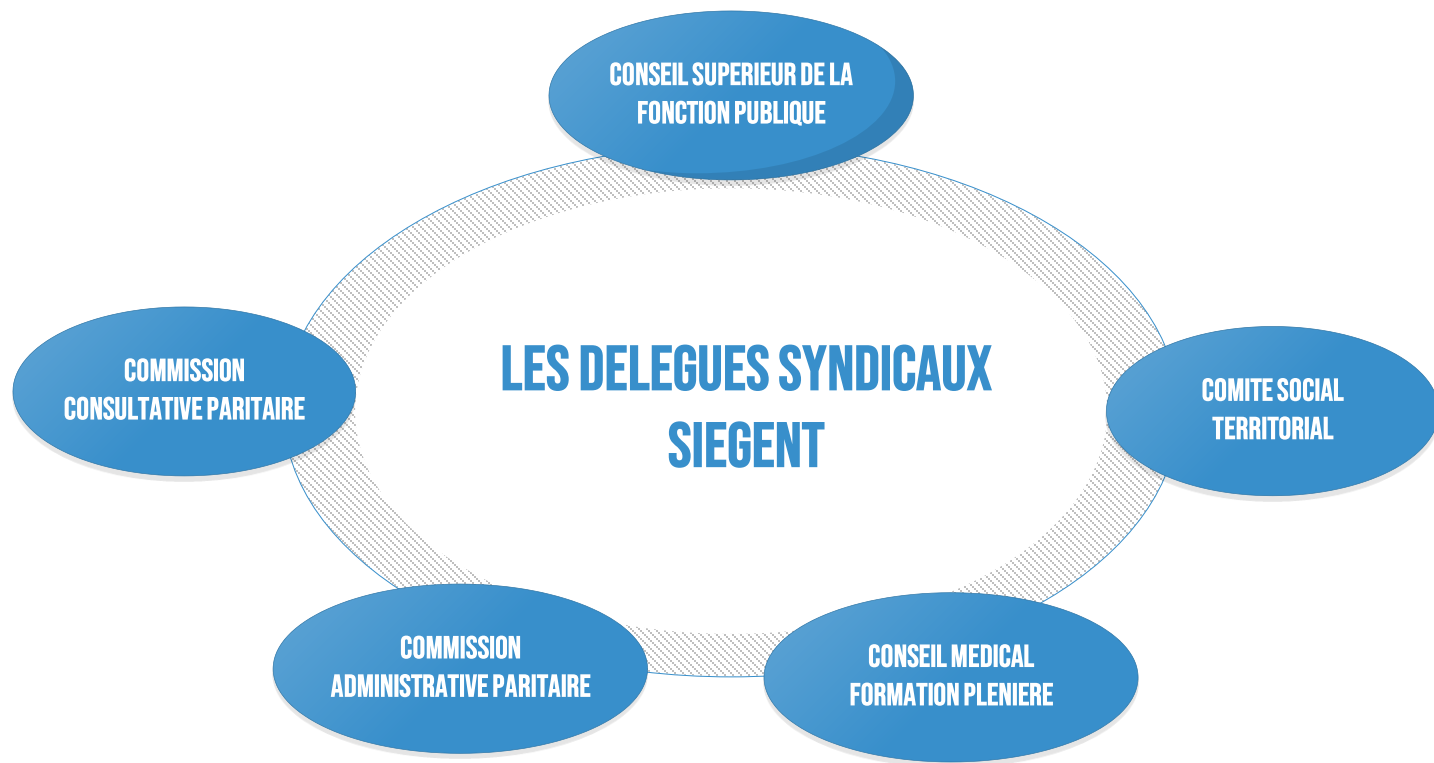 CONSEIL SUPERIEUR DE LA
FONCTION PUBLIQUE
COMMISSION
CONSULTATIVE PARITAIRE
LES DELEGUES SYNDICAUX
SIEGENT
COMITE SOCIAL
TERRITORIAL
COMMISSION
ADMINISTRATIVE PARITAIRE
CONSEIL MEDICAL
FORMATION PLENIERE